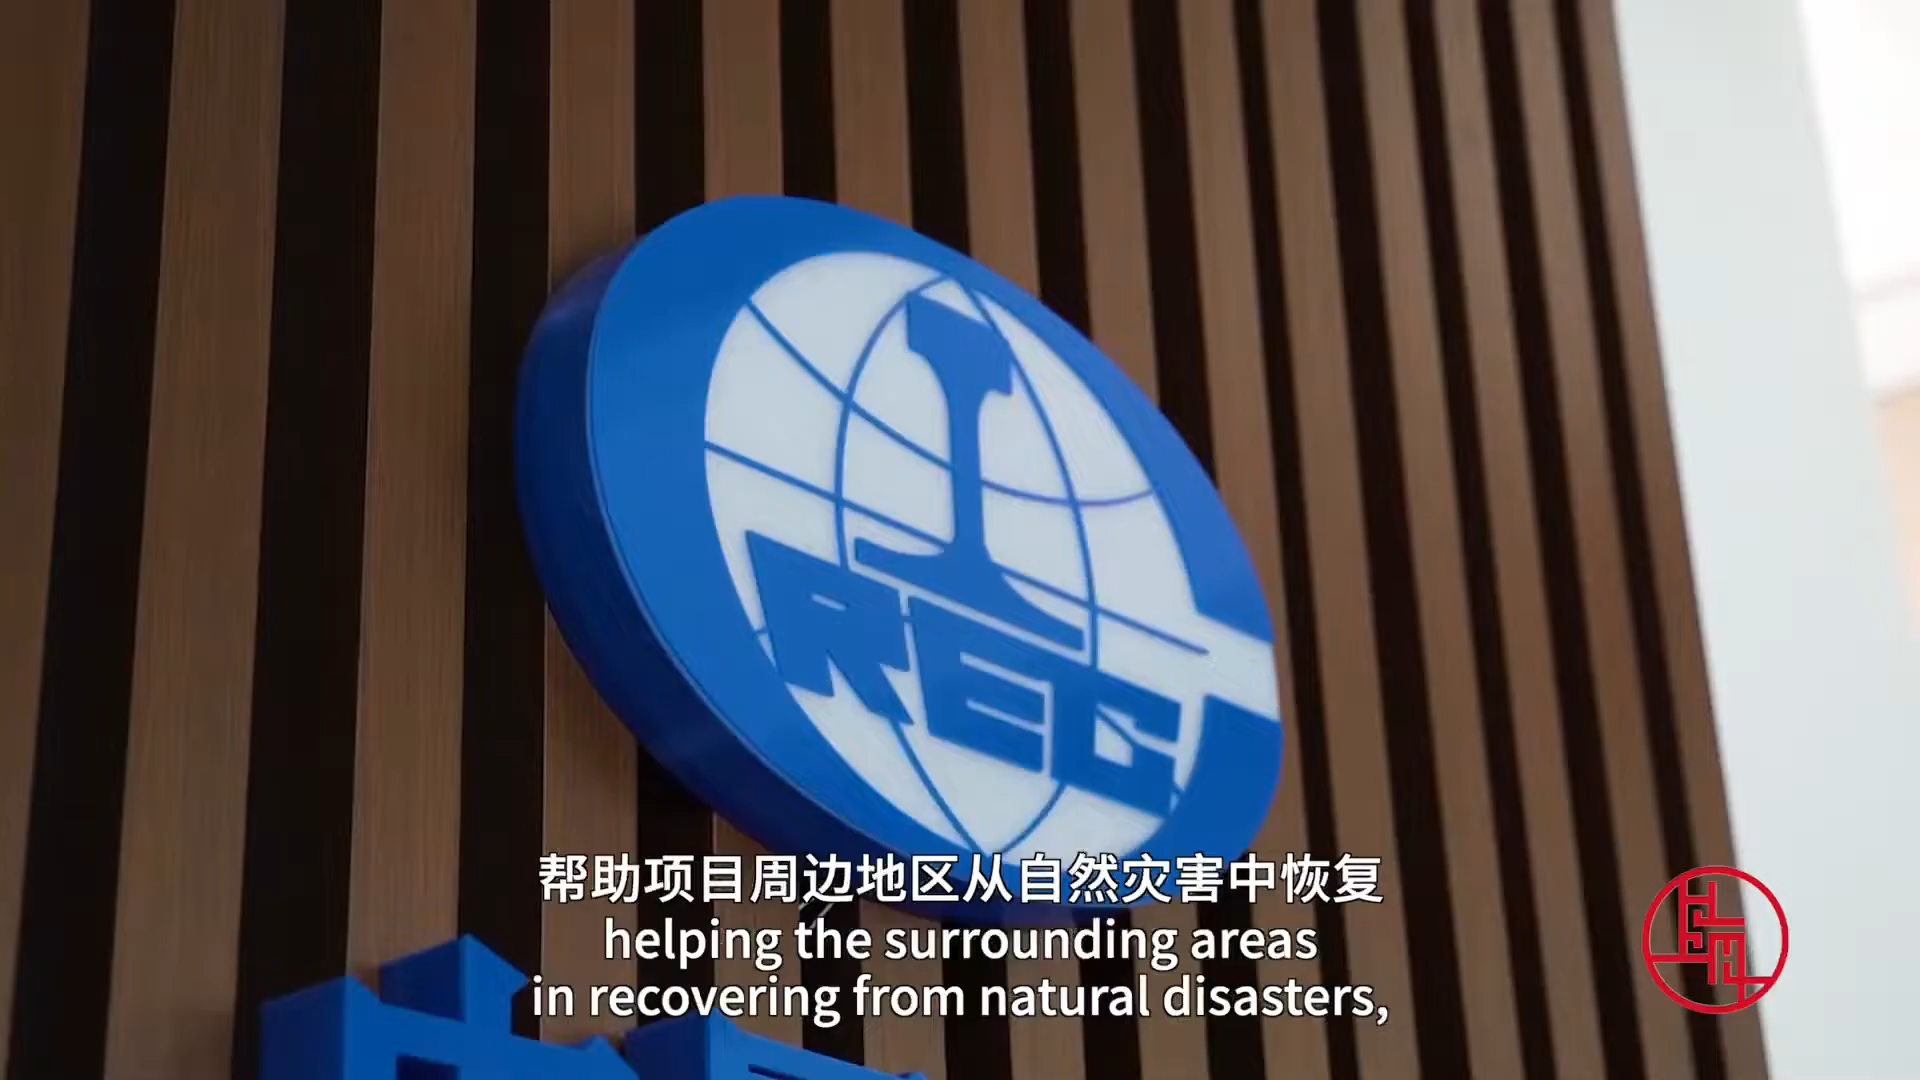 REC
帮助项目周边地区从自然灾害中恢复
helping the surrounding areas
in recovering from natural disasters,